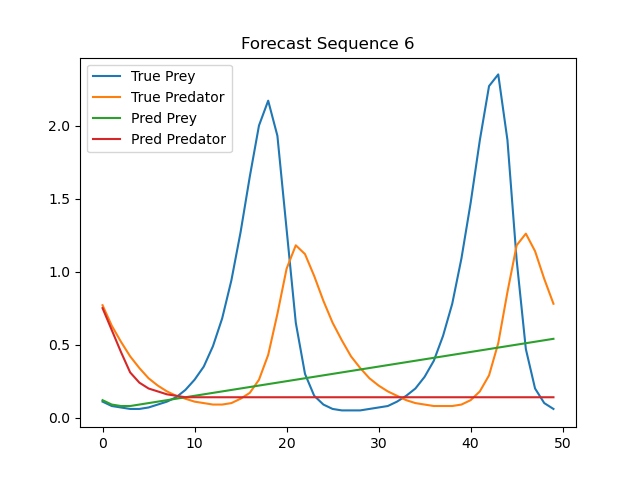 Forecast Sequence 6
True Prey
True Predator
Pred Prey
Pred Predator
2.0
1.5
1.0
0.5
0.0
0 10 20 30 40 50